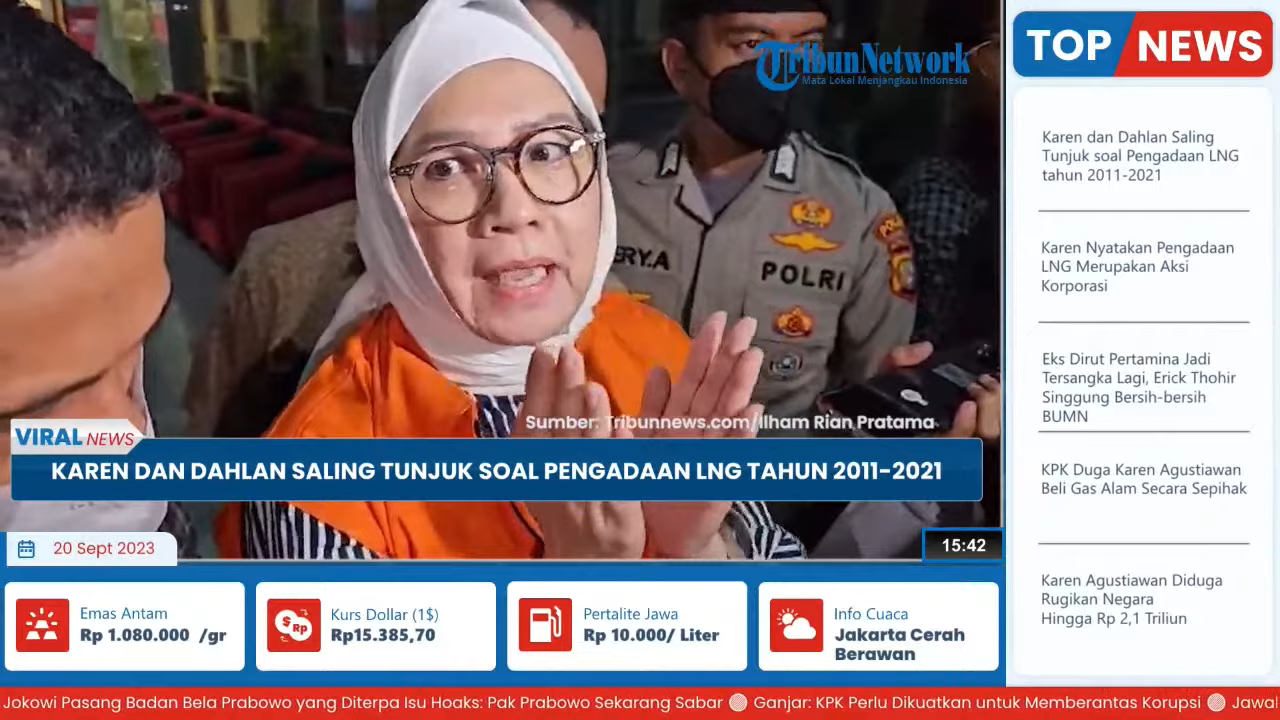 TribunNetwork
Mata Lokal Menjangkau Indonesia
TOP NEWS
Karen dan Dahlan Saling
Tunjuk soal Pengadaan LNG
tahun 2011-2021
Karen Nyatakan Pengadaan
LNG Merupakan Aksi
Korporasi
Eks Dirut Pertamina Jadi
Tersangka Lagi, Erick Thohir
Singgung Bersih-bersih
BUMN
KPK Duga Karen Agustiawan
Beli Gas Alam Secara Sepihak
Karen Agustiawan Diduga
Rugikan Negara
Hingga Rp 2,1 Triliun
ERY.A
POLRI
Sumber: Tribunnews.com/Ilham Rian Pratama
VIRAL NEWS
KAREN DAN DAHLAN SALING TUNJUK SOAL PENGADAAN LNG TAHUN 2011-2021
20 Sept 2023
15:42
Emas Antam
Rp 1.080.000 /gr
Kurs Dollar (1$)
Rp15.385,70
Pertalite Jawa
Rp 10.000/ Liter
Info Cuaca
Jakarta Cerah
Berawan
$ Rp
Jokowi Pasang Badan Bela Prabowo yang Diterpa Isu Hoaks: Pak Prabowo Sekarang Sabar Ganjar: KPK Perlu Dikuatkan untuk Memberantas Korupsi Jawa